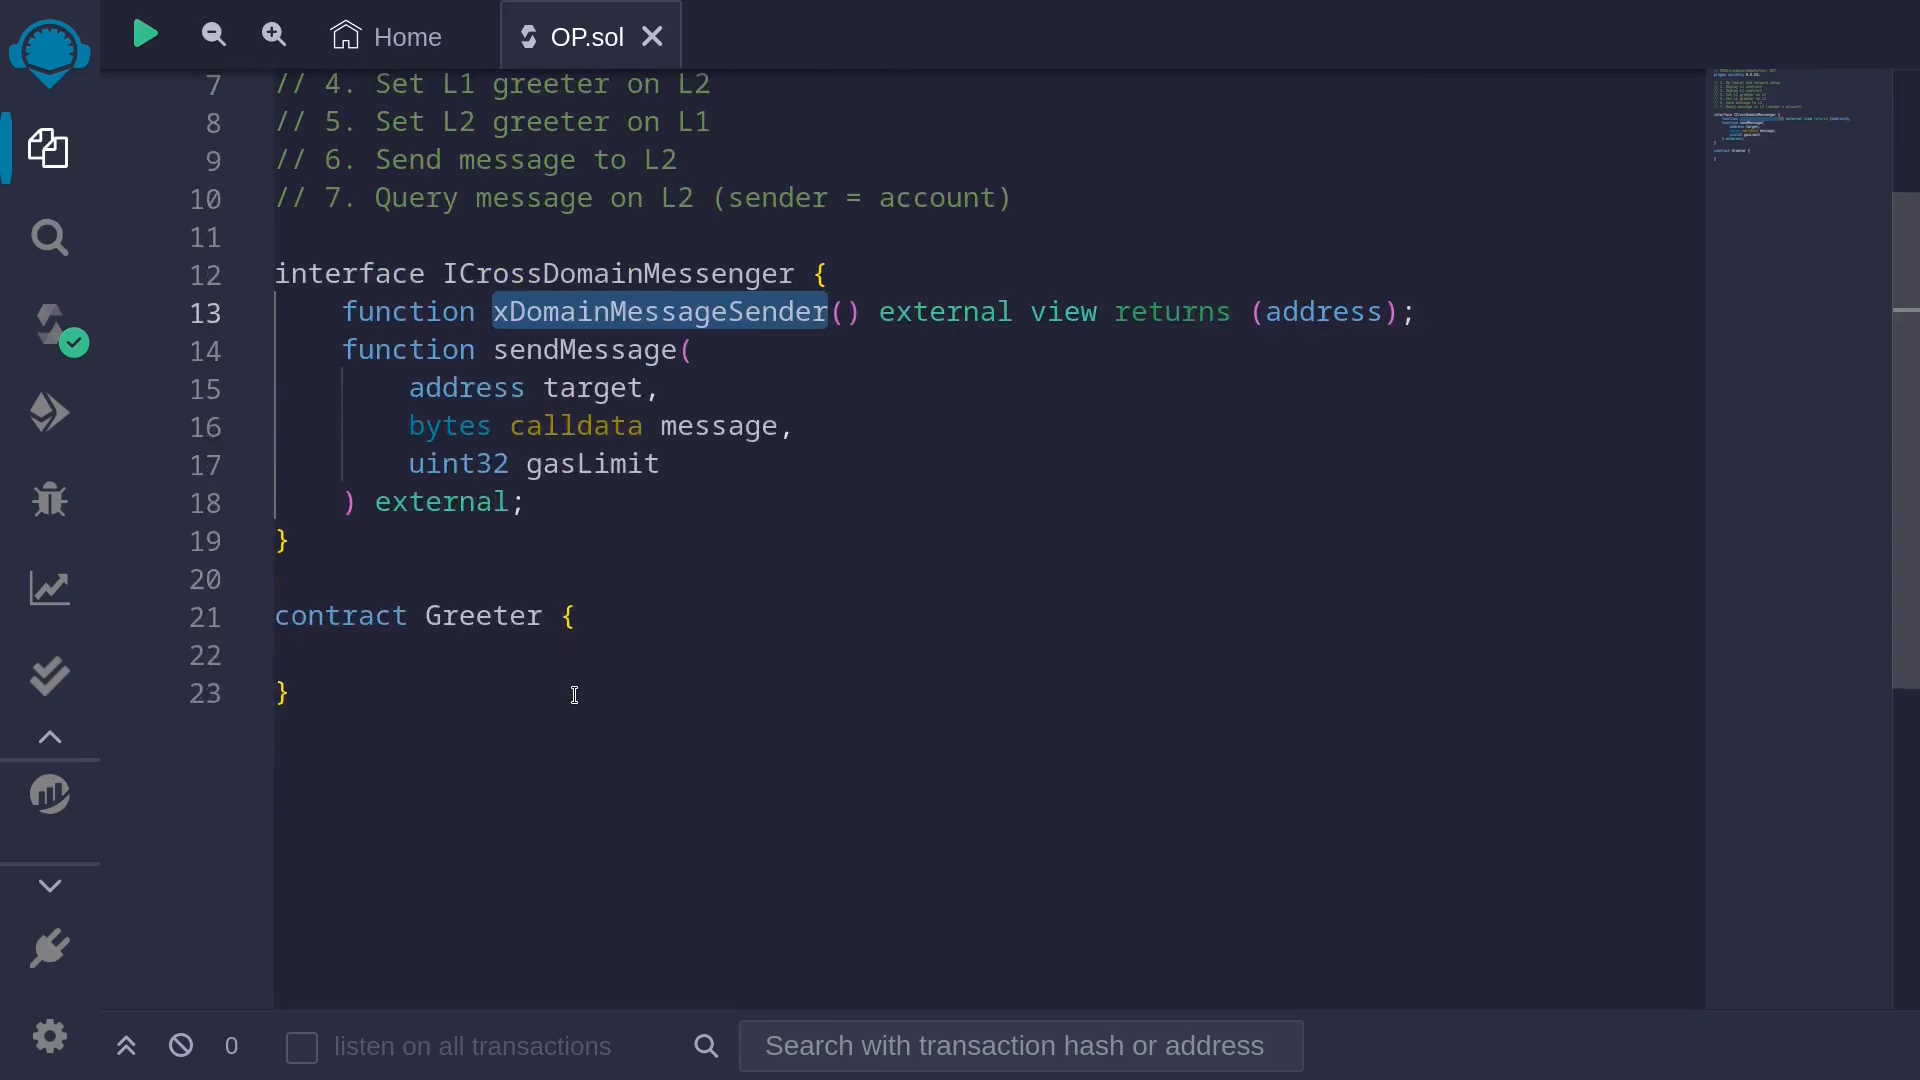 Home
OP.sol
7 // 4. Set L1 greeter on L2
8 // 5. Set L2 greeter on L1
9 // 6. Send message to L2
10 // 7. Query message on L2 (sender = account)
11
12 interface ICrossDomainMessenger {
13 function xDomainMessageSender() external view returns (address);
14 function sendMessage(
15 address target,
16 bytes calldata message,
17 uint32 gasLimit
18 ) external;
19 }
20
21 contract Greeter {
22
23 }
0 listen on all transactions Search with transaction hash or address